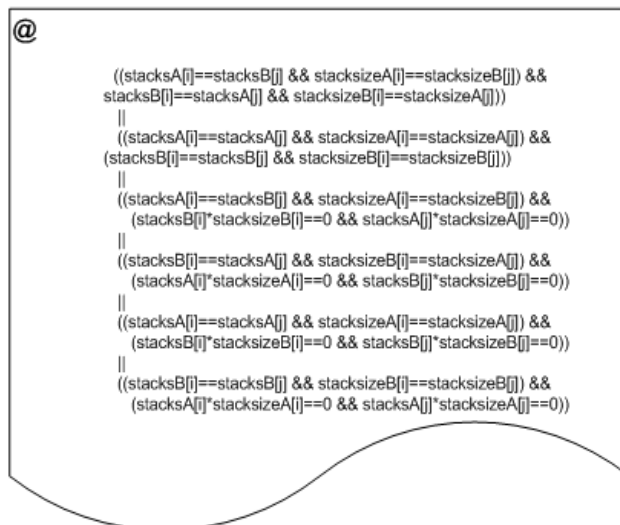 @
((stacksA[i]==stacksB[j] && stacksizeA[i]==stacksizeB[j]) &&
stacksB[i]==stacksA[j] && stacksizeB[i]==stacksizeA[j]))
||
((stacksA[i]==stacksA[j] && stacksizeA[i]==stacksizeA[j]) &&
(stacksB[i]==stacksB[j] && stacksizeB[i]==stacksizeB[j]))
||
((stacksA[i]==stacksB[j] && stacksizeA[i]==stacksizeB[j]) &&
(stacksB[i]*stacksizeB[i]==0 && stacksA[j]*stacksizeA[j]==0))
||
((stacksB[i]==stacksA[j] && stacksizeB[i]==stacksizeA[j]) &&
(stacksA[i]*stacksizeA[i]==0 && stacksB[j]*stacksizeB[j]==0))
||
((stacksA[i]==stacksA[j] && stacksizeA[i]==stacksizeA[j]) &&
(stacksB[i]*stacksizeB[i]==0 && stacksB[j]*stacksizeB[j]==0))
||
((stacksB[i]==stacksB[j] && stacksizeB[i]==stacksizeB[j]) &&
(stacksA[i]*stacksizeA[i]==0 && stacksA[j]*stacksizeA[j]==0))